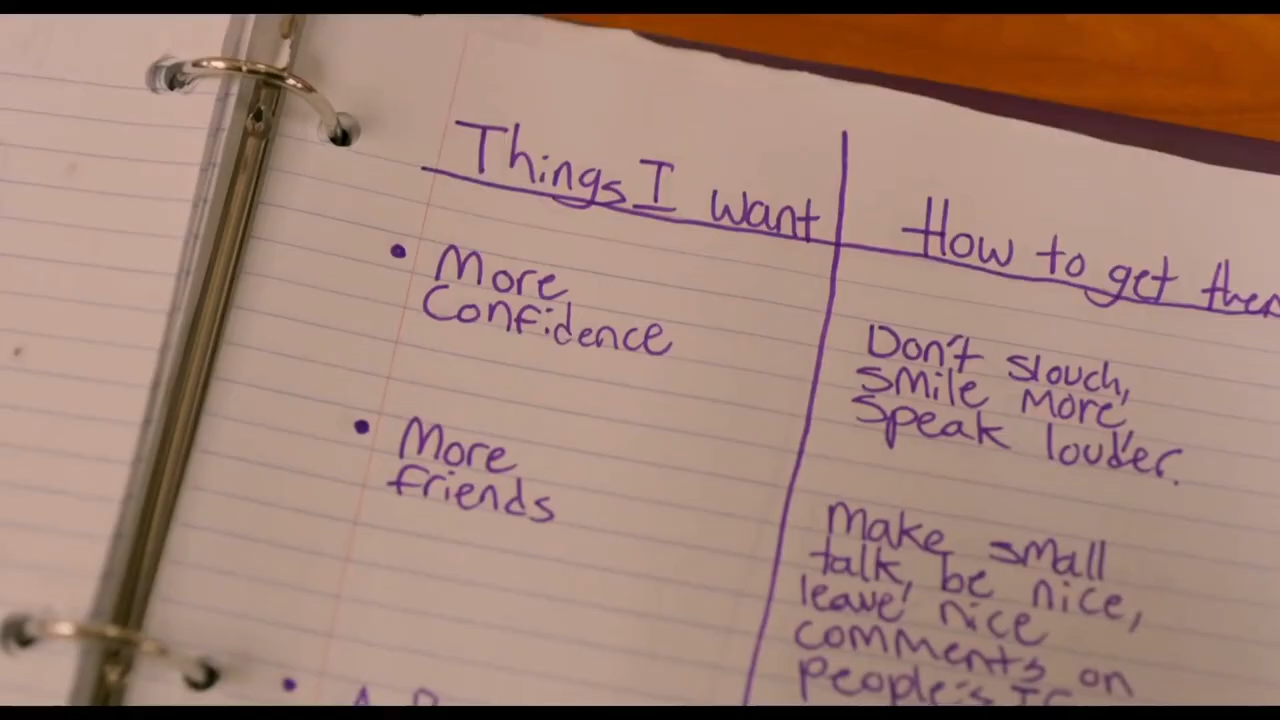 Things I want
How to get
• More
Confidence
Don't slouch,
smile more,
speak louder.
• More
friends
Make small
talk, be nice,
leave nice
comments on
people's